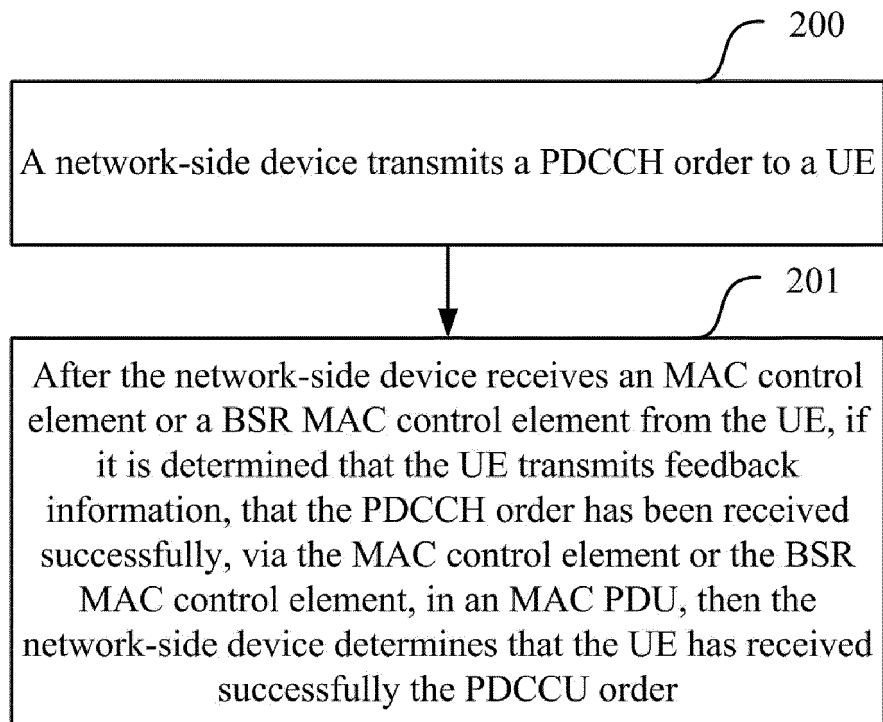 200
A network-side device transmits a PDCCH order to a UE
201
After the network-side device receives an MAC control
element or a BSR MAC control element from the UE, if
it is determined that the UE transmits feedback
information, that the PDCCH order has been received
successfully, via the MAC control element or the BSR
MAC control element, in an MAC PDU, then the
network-side device determines that the UE has received
successfully the PDCCU order